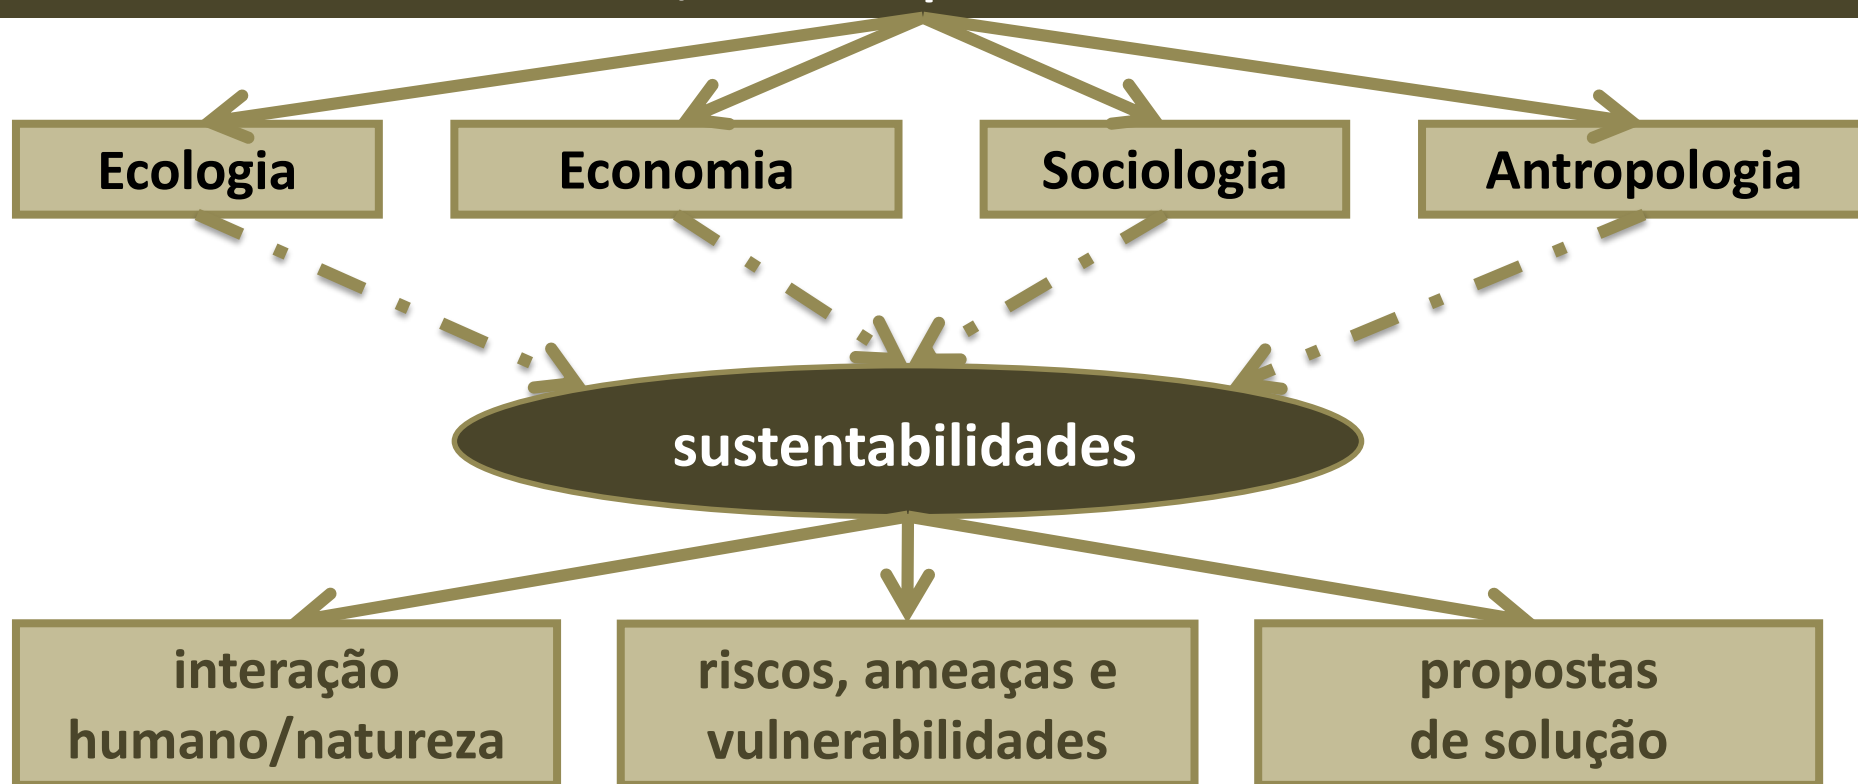 Ecologia
Economia
Sociologia
Antropologia
sustentabilidades
interação
humano/natureza
riscos, ameaças e
vulnerabilidades
propostas
de solução